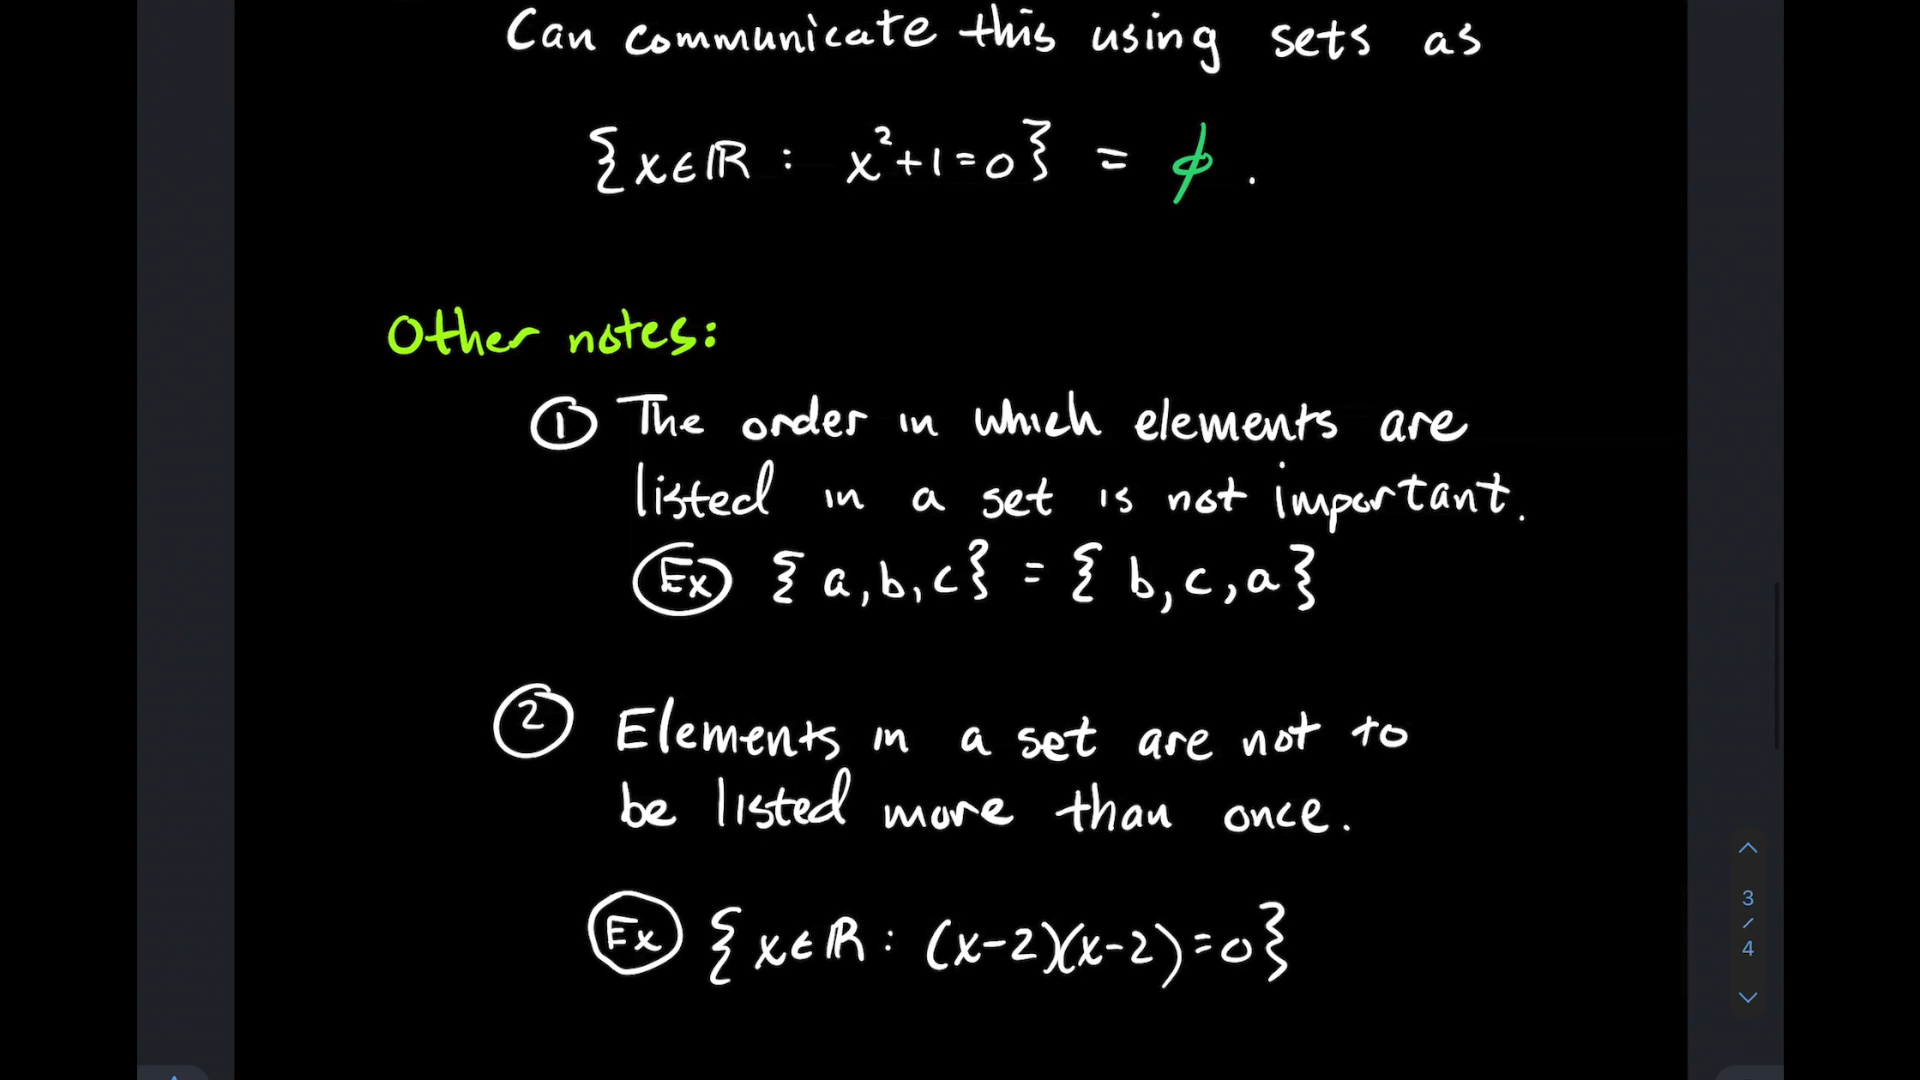 Can communicate this using sets as
{x∈ℝ : x²+1=0} = ϕ.
Other notes:
① The order in which elements are
listed in a set is not important.
Ex {a,b,c} = {b,c,a}
② Elements in a set are not to
be listed more than once.
Ex {x∈ℝ: (x-2)(x-2)=0}
3
/
4